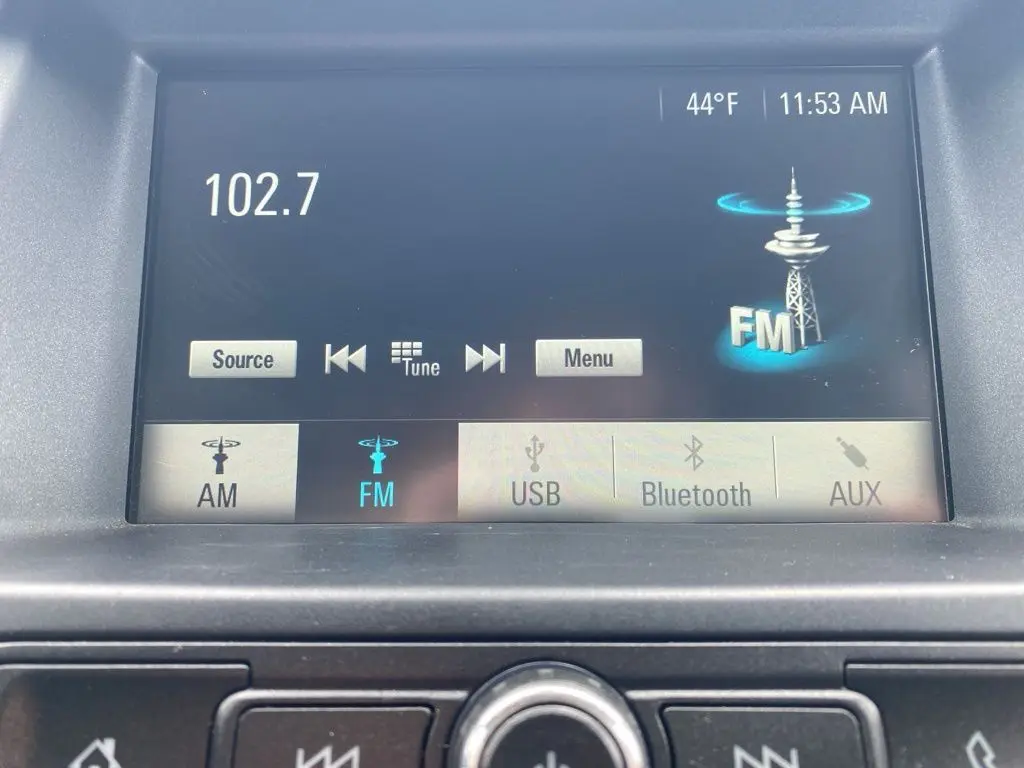 44°F 11:53 AM
102.7
FM
Source Tune Menu
AM FM USB Bluetooth AUX